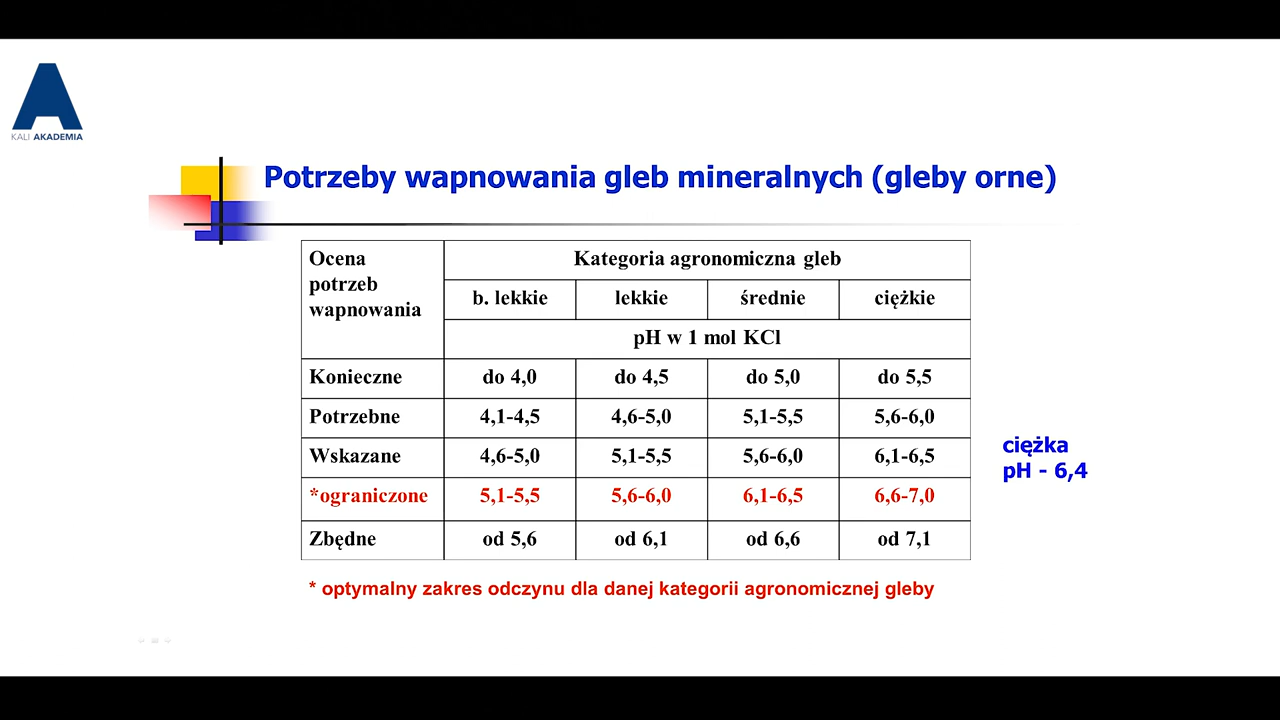 KALI AKADEMIA
Potrzeby wapnowania gleb mineralnych (gleby orne)
Ocena potrzeb wapnowania
Kategoria agronomiczna gleb
b. lekkie lekkie średnie ciężkie
pH w 1 mol KCl
Konieczne do 4,0 do 4,5 do 5,0 do 5,5
Potrzebne 4,1-4,5 4,6-5,0 5,1-5,5 5,6-6,0
Wskazane 4,6-5,0 5,1-5,5 5,6-6,0 6,1-6,5
*ograniczone 5,1-5,5 5,6-6,0 6,1-6,5 6,6-7,0
Zbędne od 5,6 od 6,1 od 6,6 od 7,1
ciężka
pH - 6,4
* optymalny zakres odczynu dla danej kategorii agronomicznej gleby